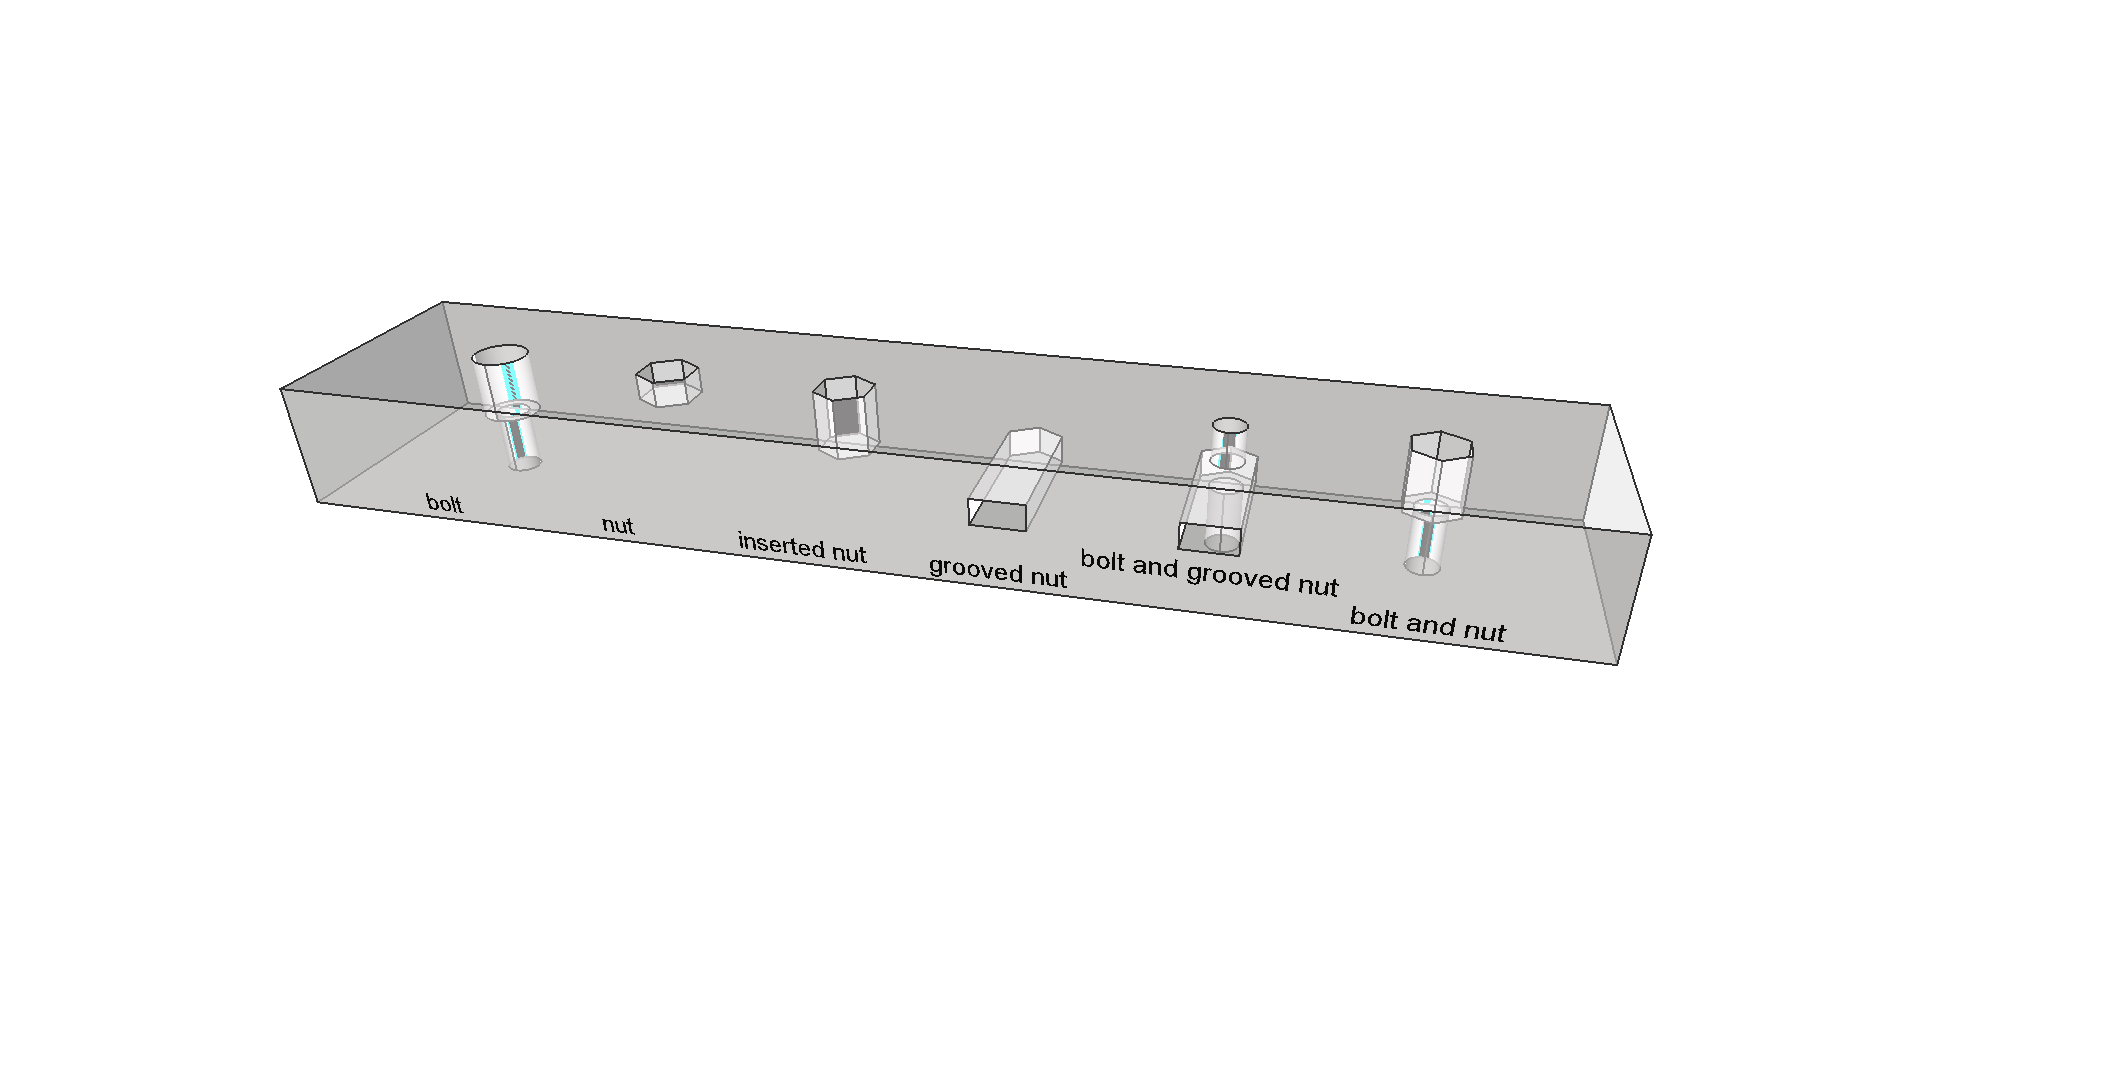 bolt
nut
inserted nut
grooved nut
bolt and grooved nut
bolt and nut